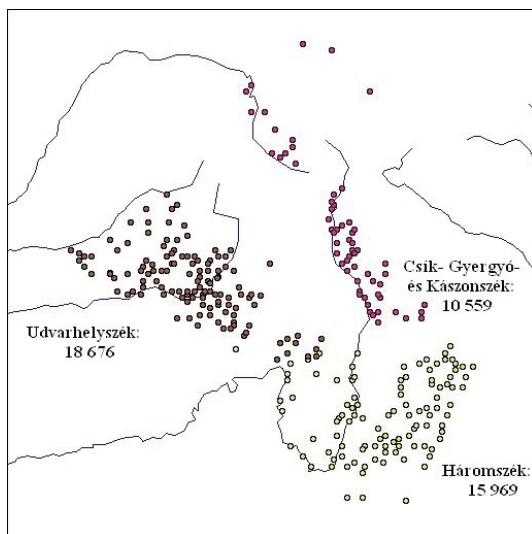 Csík- Gyergyó-
és Kászonszék:
10 559
Udvarhelyszék:
18 676
Háromszék:
15 969